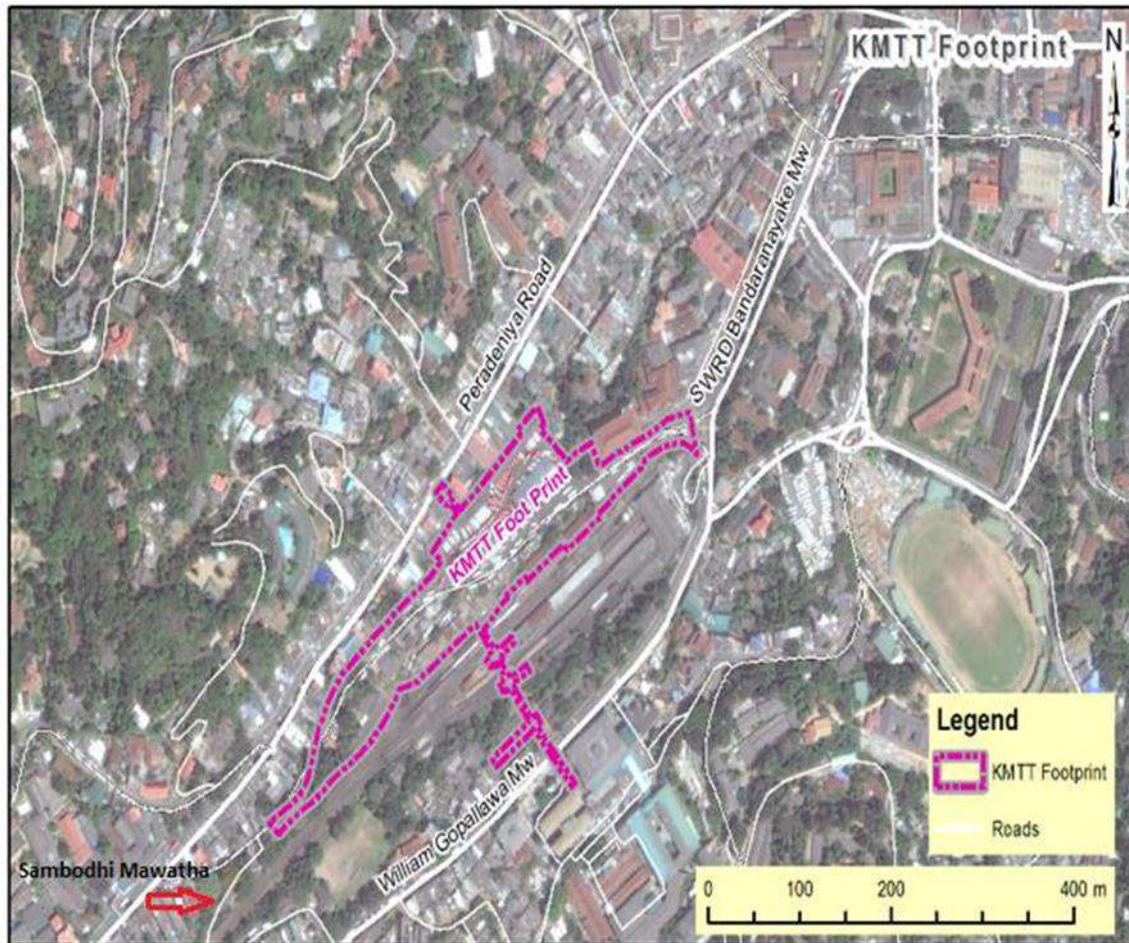 KMTT Footprint
N
Peradeniya Road
SWRD Bandaranayake Mw
KMTT Foot Print
William Gopallawa Mw
Sambodhi Mawatha
Legend
KMTT Footprint
Roads
0 100 200 400 m